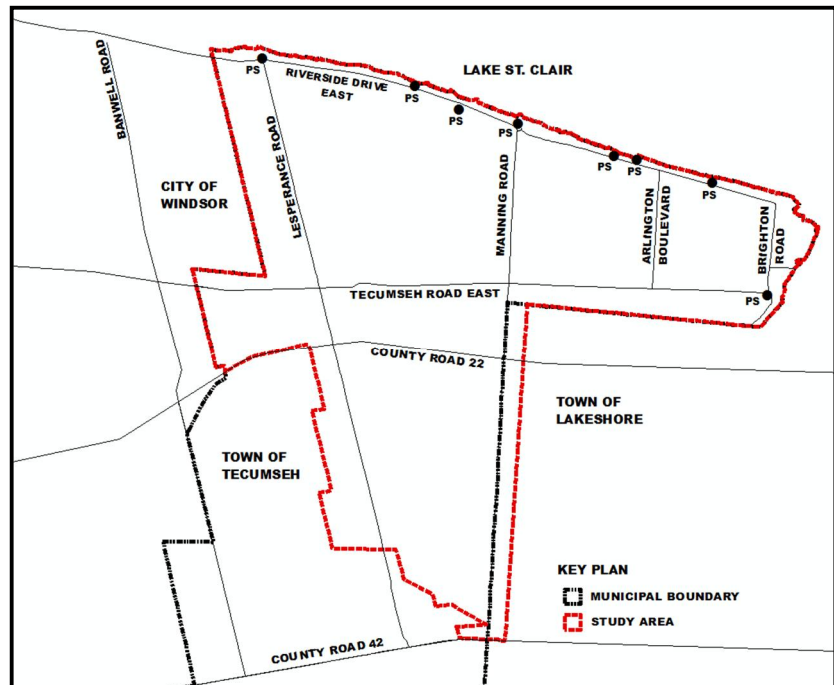 LAKE ST. CLAIR
BANWELL ROAD
PS
RIVERSIDE DRIVE
EAST
PS
PS
PS
PS
PS
PS
CITY OF
WINDSOR
LESPERANCE ROAD
MANNING ROAD
ARLINGTON
BOULEVARD
BRIGHTON
ROAD
TECUMSEH ROAD EAST
PS
COUNTY ROAD 22
TOWN OF
LAKESHORE
TOWN OF
TECUMSEH
KEY PLAN
MUNICIPAL BOUNDARY
STUDY AREA
COUNTY ROAD 42